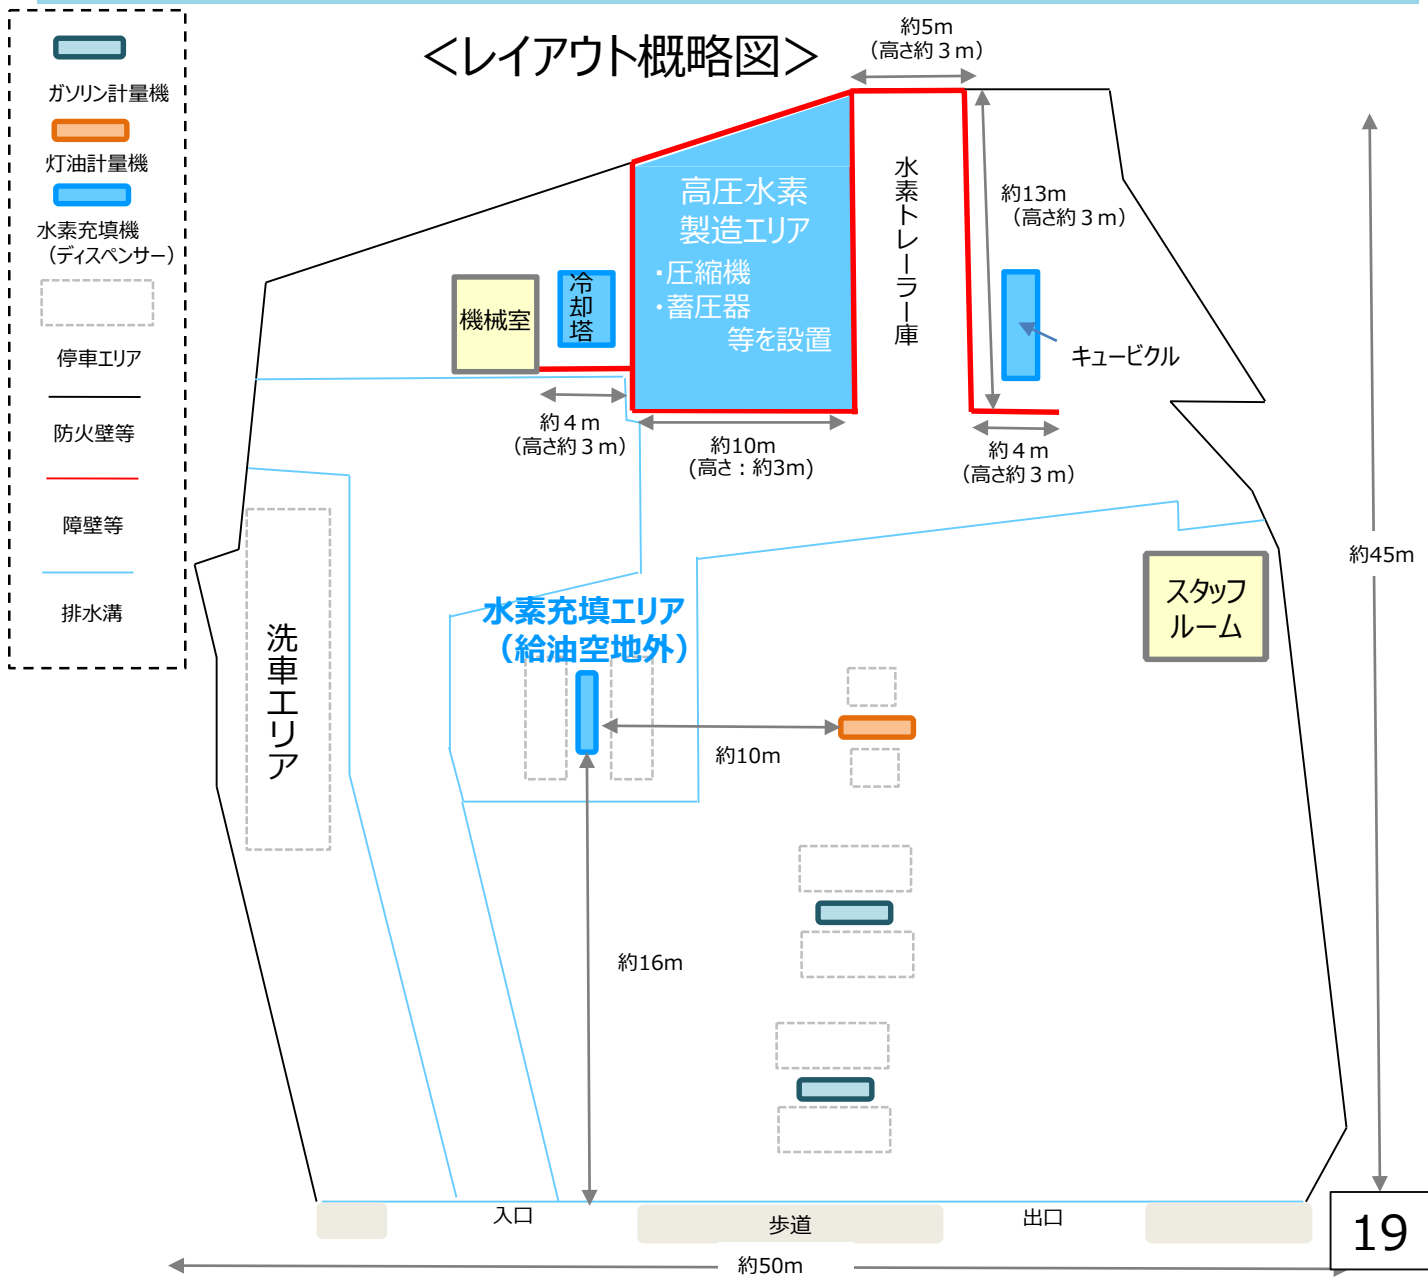 ＜レイアウト概略図＞
ガソリン計量機
灯油計量機
水素充填機
（ディスペンサー）
停車エリア
防火壁等
障壁等
排水溝
約5m
（高さ約３ｍ）
高圧水素
製造エリア
・圧縮機
・蓄圧器
等を設置
水素トレーラー庫
約13m
（高さ約３ｍ）
機械室
冷却塔
キュービクル
約４ｍ
（高さ約３ｍ）
約10m
（高さ：約3m）
約４ｍ
（高さ約３ｍ）
約45m
スタッフ
ルーム
水素充填エリア
（給油空地外）
洗車エリア
約10m
約16m
入口
歩道
出口
約50m
19